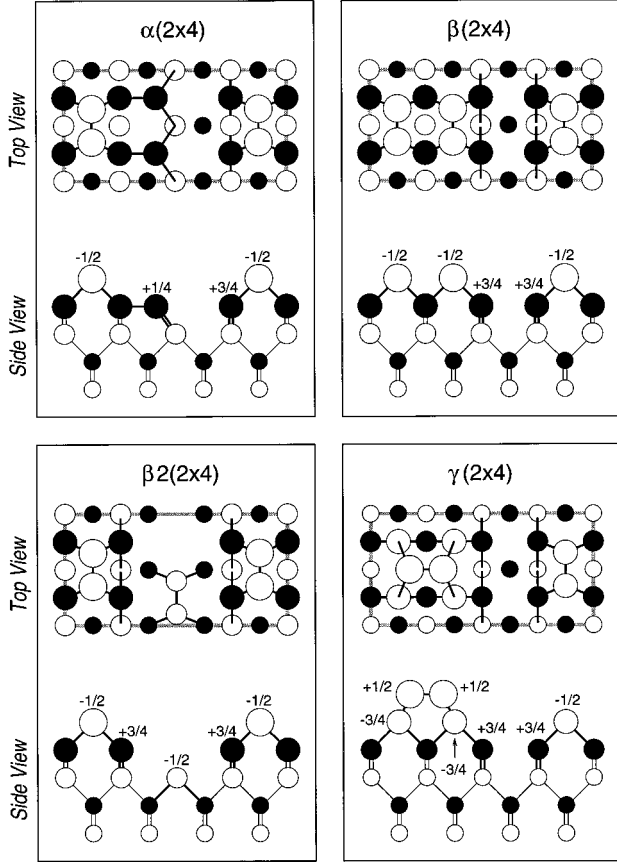 α(2x4)
Top View
Side View
-1/2
-1/2
+1/4
+3/4
β(2x4)
-1/2
-1/2
-1/2
+3/4
+3/4
β2(2x4)
Top View
Side View
-1/2
-1/2
+3/4
+3/4
-1/2
γ(2x4)
+1/2
+1/2
-3/4
-1/2
+3/4
+3/4
-3/4